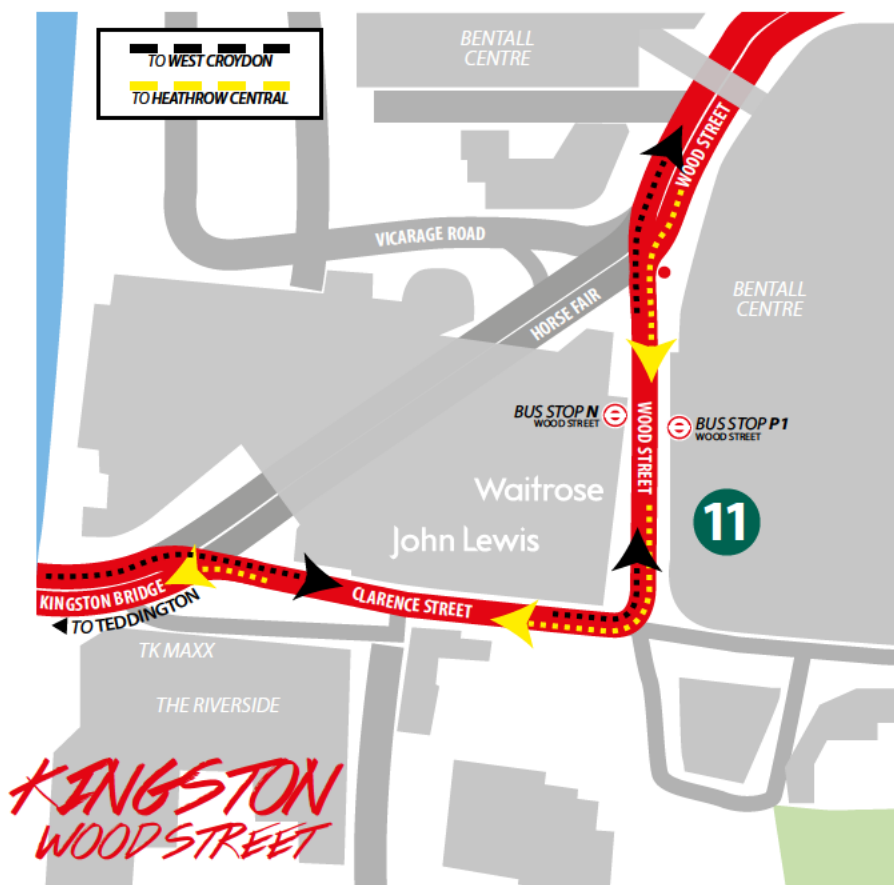 TO WEST CROYDON
TO HEATHROW CENTRAL
BENTALL
CENTRE
WOOD STREET
VICARAGE ROAD
HORSE FAIR
BENTALL
CENTRE
BUS STOP N
WOOD STREET
WOOD STREET
BUS STOP P1
WOOD STREET
Waitrose
John Lewis
11
KINGSTON BRIDGE
TO TEDDINGTON
CLARENCE STREET
TK MAXX
THE RIVERSIDE
KINGSTON
WOOD STREET